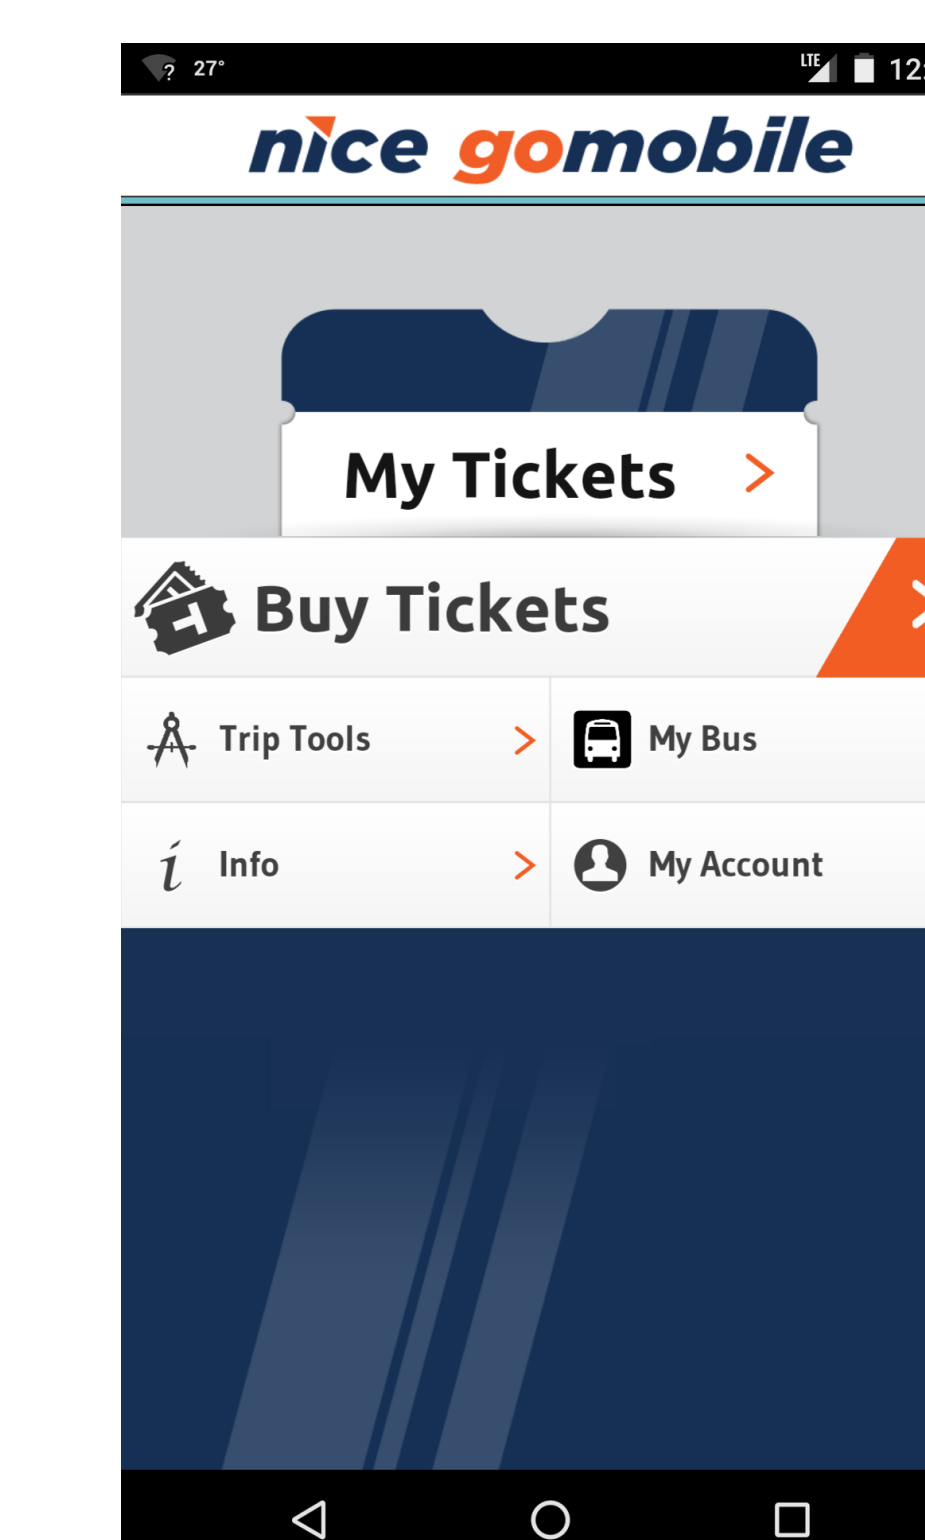 27° LTE 12:
nice gomobile
My Tickets
Buy Tickets
Trip Tools
My Bus
Info
My Account